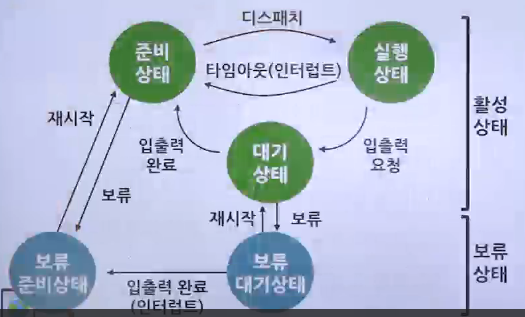 디스패치
준비
상태
실행
상태
타임아웃(인터럽트)
활성
상태
재시작
입출력
완료
대기
상태
입출력
요청
보류
재시작
보류
보류
준비상태
보류
대기상태
보류
상태
입출력 완료
(인터럽트)